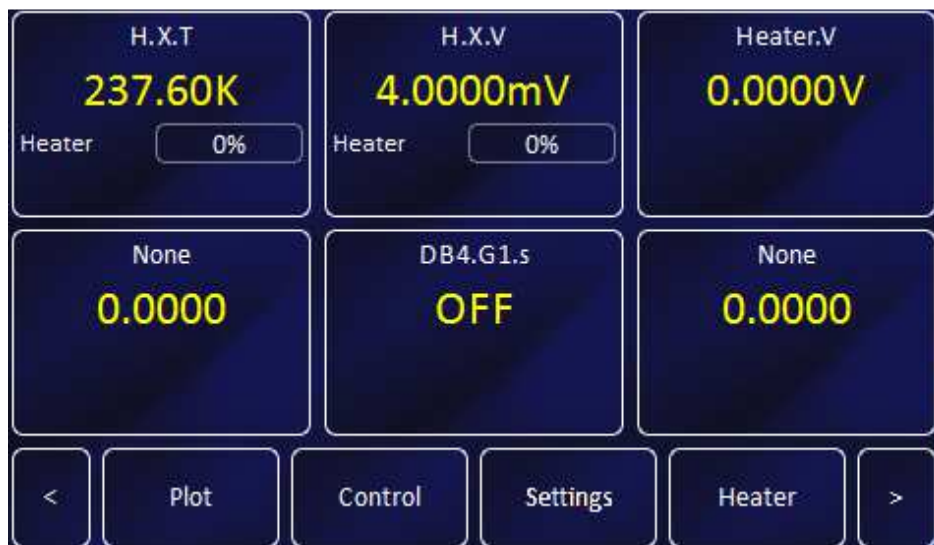 H.X.T
237.60K
Heater 0%
H.X.V
4.0000mV
Heater 0%
Heater.V
0.0000V
None
0.0000
DB4.G1.s
OFF
None
0.0000
< Plot Control Settings Heater >